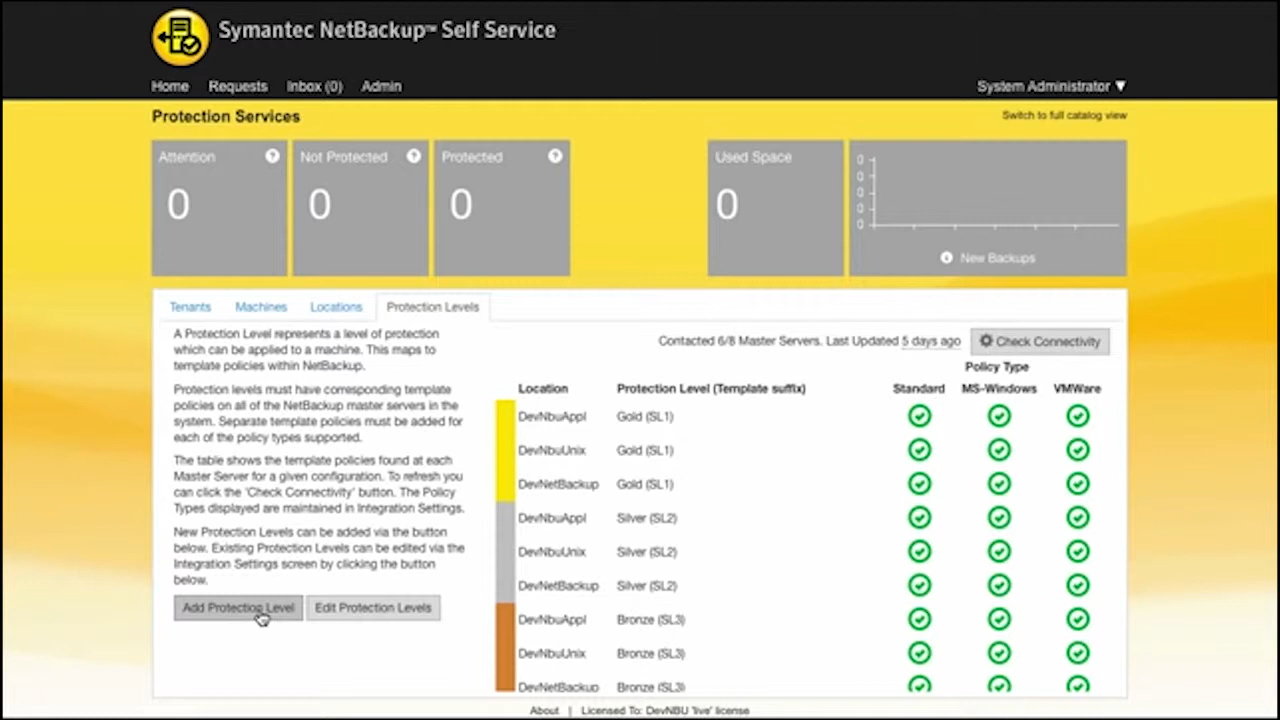 Symantec NetBackup™ Self Service
Home Requests Inbox (0) Admin
System Administrator ▼
Protection Services
Switch to full catalog view
Attention ?
0
Not Protected ?
0
Protected ?
0
Used Space
0
0
0
0
0
0
New Backups
Tenants Machines Locations Protection Levels
A Protection Level represents a level of protection
which can be applied to a machine. This maps to
template policies within NetBackup.
Protection levels must have corresponding template
policies on all of the NetBackup master servers in the
system. Separate template policies must be added for
each of the policy types supported.
The table shows the template policies found at each
Master Server for a given configuration. To refresh you
can click the 'Check Connectivity' button. The Policy
Types displayed are maintained in Integration Settings.
New Protection Levels can be added via the button
below. Existing Protection Levels can be edited via the
Integration Settings screen by clicking the button
below.
Add Protection Level Edit Protection Levels
Contacted 6/8 Master Servers. Last Updated 5 days ago Check Connectivity
Policy Type
Location Protection Level (Template suffix) Standard MS-Windows VMWare
DevNbuAppl Gold (SL1)
DevNbuUnix Gold (SL1)
DevNetBackup Gold (SL1)
DevNbuAppl Silver (SL2)
DevNbuUnix Silver (SL2)
DevNetBackup Silver (SL2)
DevNbuAppl Bronze (SL3)
DevNbuUnix Bronze (SL3)
DevNetBackup Bronze (SL3)
About | Licensed To: DevNBU 'live' license